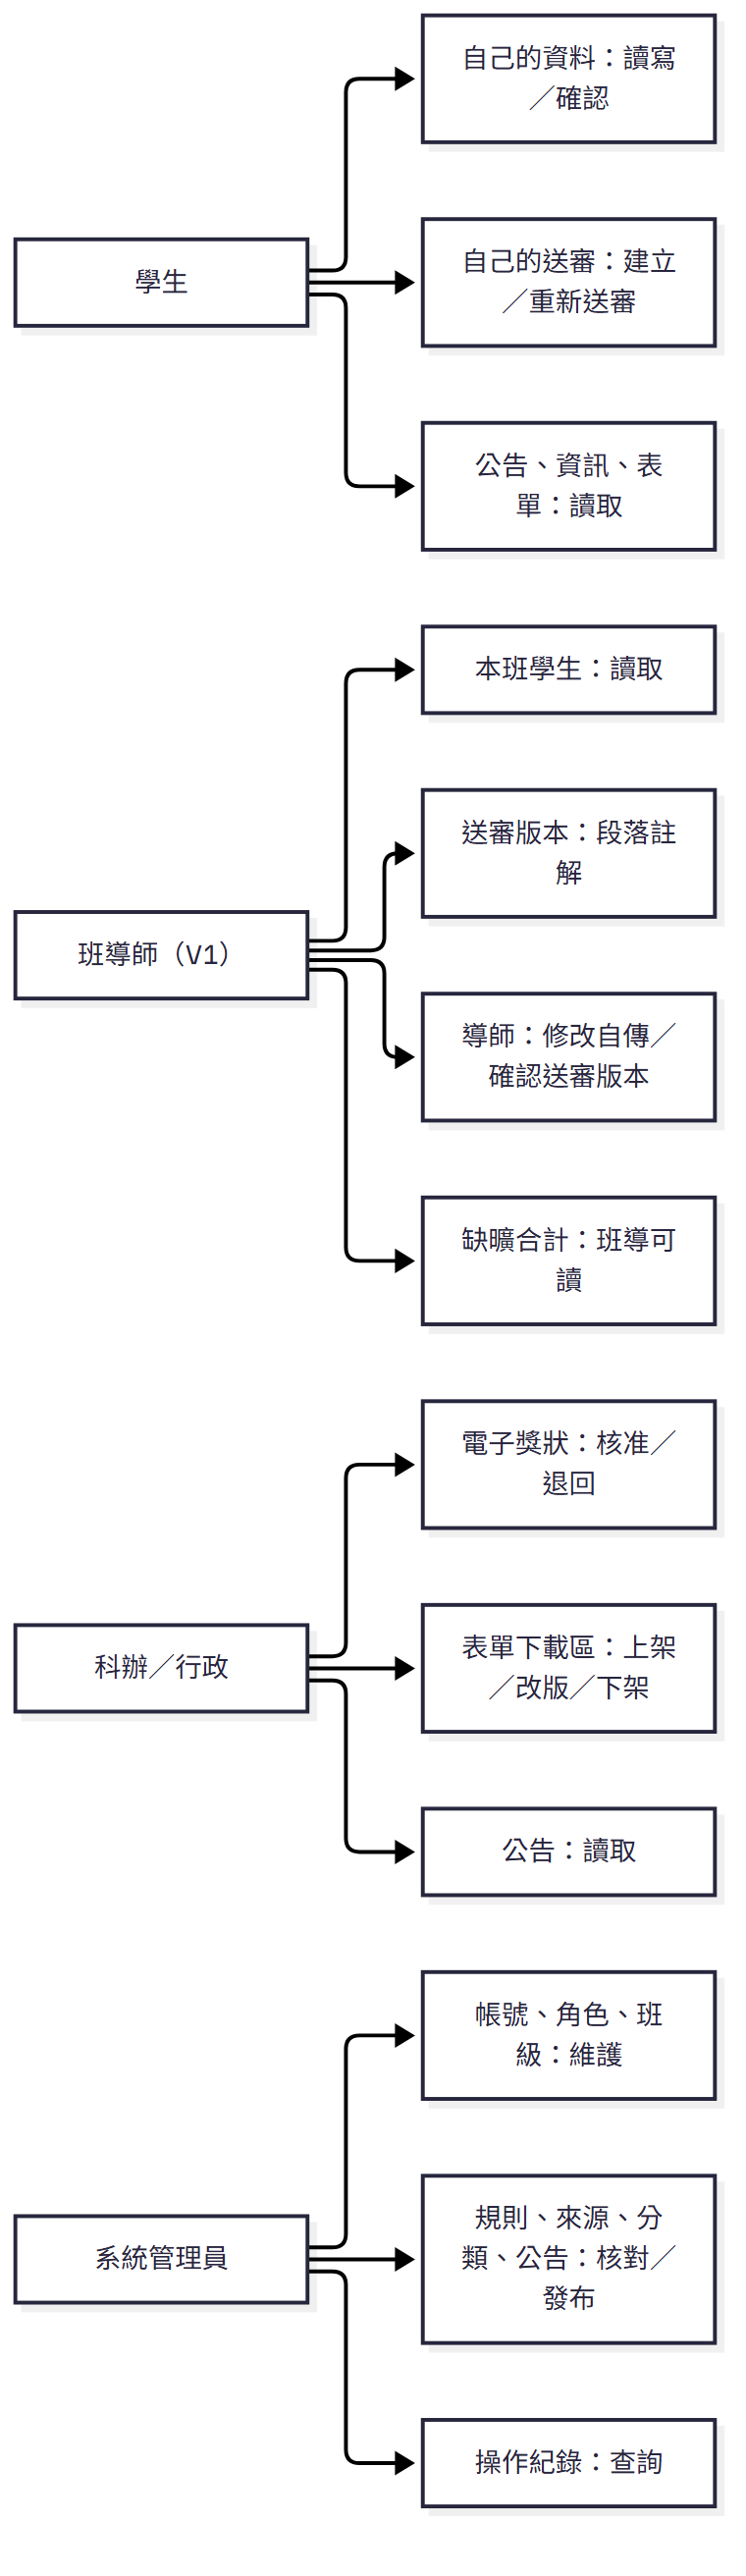 自己的資料：讀寫
／確認
學生
自己的送審：建立
／重新送審
公告、資訊、表
單：讀取
本班學生：讀取
送審版本：段落註
解
班導師（V1）
導師：修改自傳／
確認送審版本
缺曠合計：班導可
讀
電子獎狀：核准／
退回
科辦／行政
表單下載區：上架
／改版／下架
公告：讀取
帳號、角色、班
級：維護
系統管理員
規則、來源、分
類、公告：核對／
發布
操作紀錄：查詢